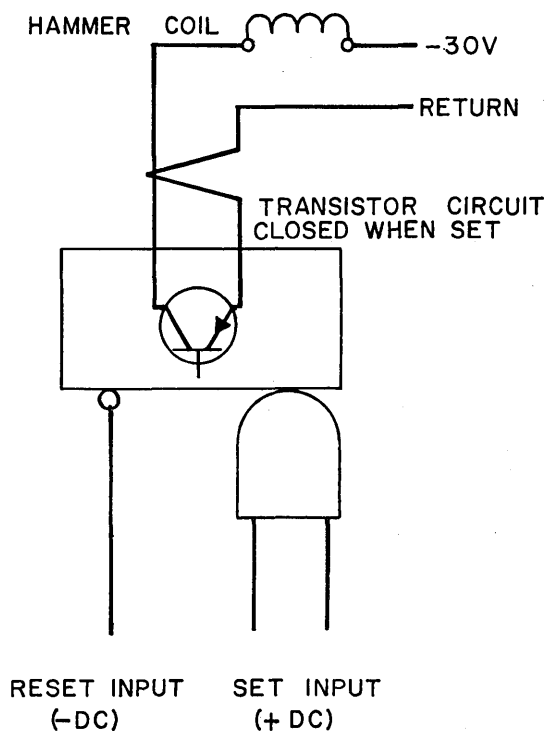 HAMMER COIL
-30V
RETURN
TRANSISTOR CIRCUIT
CLOSED WHEN SET
RESET INPUT
(-DC)
SET INPUT
(+DC)